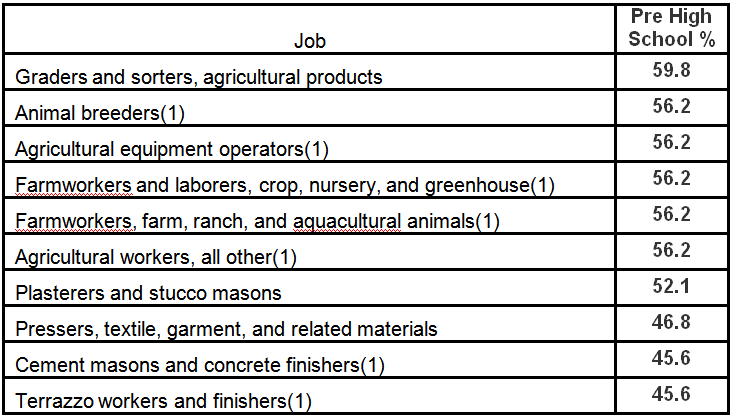 Job Pre High School %
Graders and sorters, agricultural products 59.8
Animal breeders(1) 56.2
Agricultural equipment operators(1) 56.2
Farmworkers and laborers, crop, nursery, and greenhouse(1) 56.2
Farmworkers, farm, ranch, and aquacultural animals(1) 56.2
Agricultural workers, all other(1) 56.2
Plasterers and stucco masons 52.1
Pressers, textile, garment, and related materials 46.8
Cement masons and concrete finishers(1) 45.6
Terrazzo workers and finishers(1) 45.6